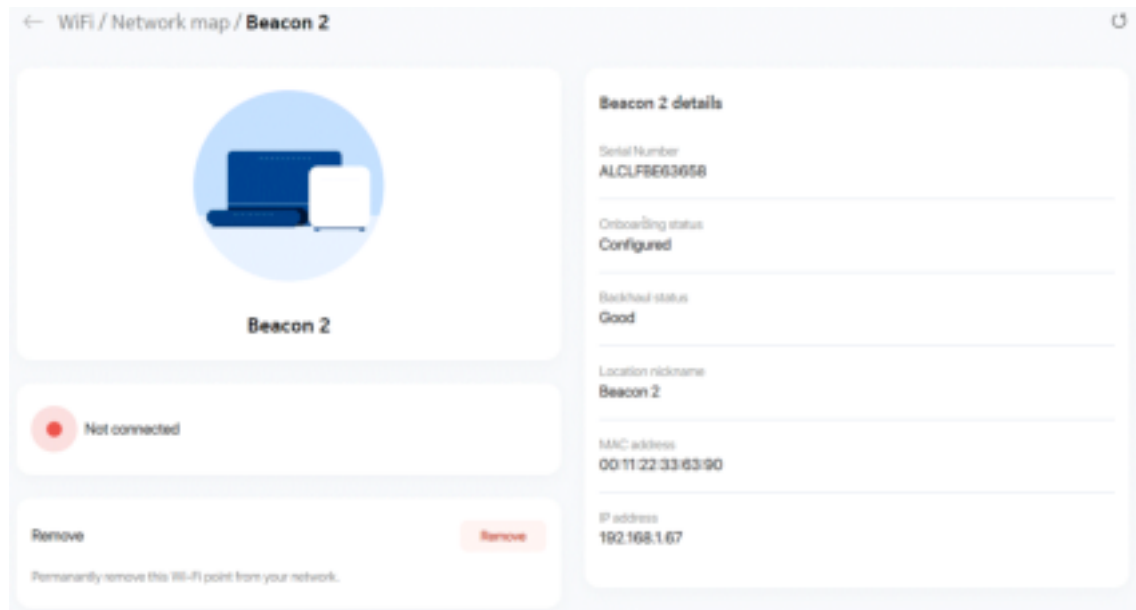 WiFi / Network map / Beacon 2
Beacon 2
Not connected
Remove
Remove
Permanantly remove this Wi-Fi point from your network.
Beacon 2 details
Serial Number
ALCLFBE63658
Onboarding status
Configured
Backhaul status
Good
Location nickname
Beacon 2
MAC address
00:11:22:33:63:90
IP address
192.168.1.67